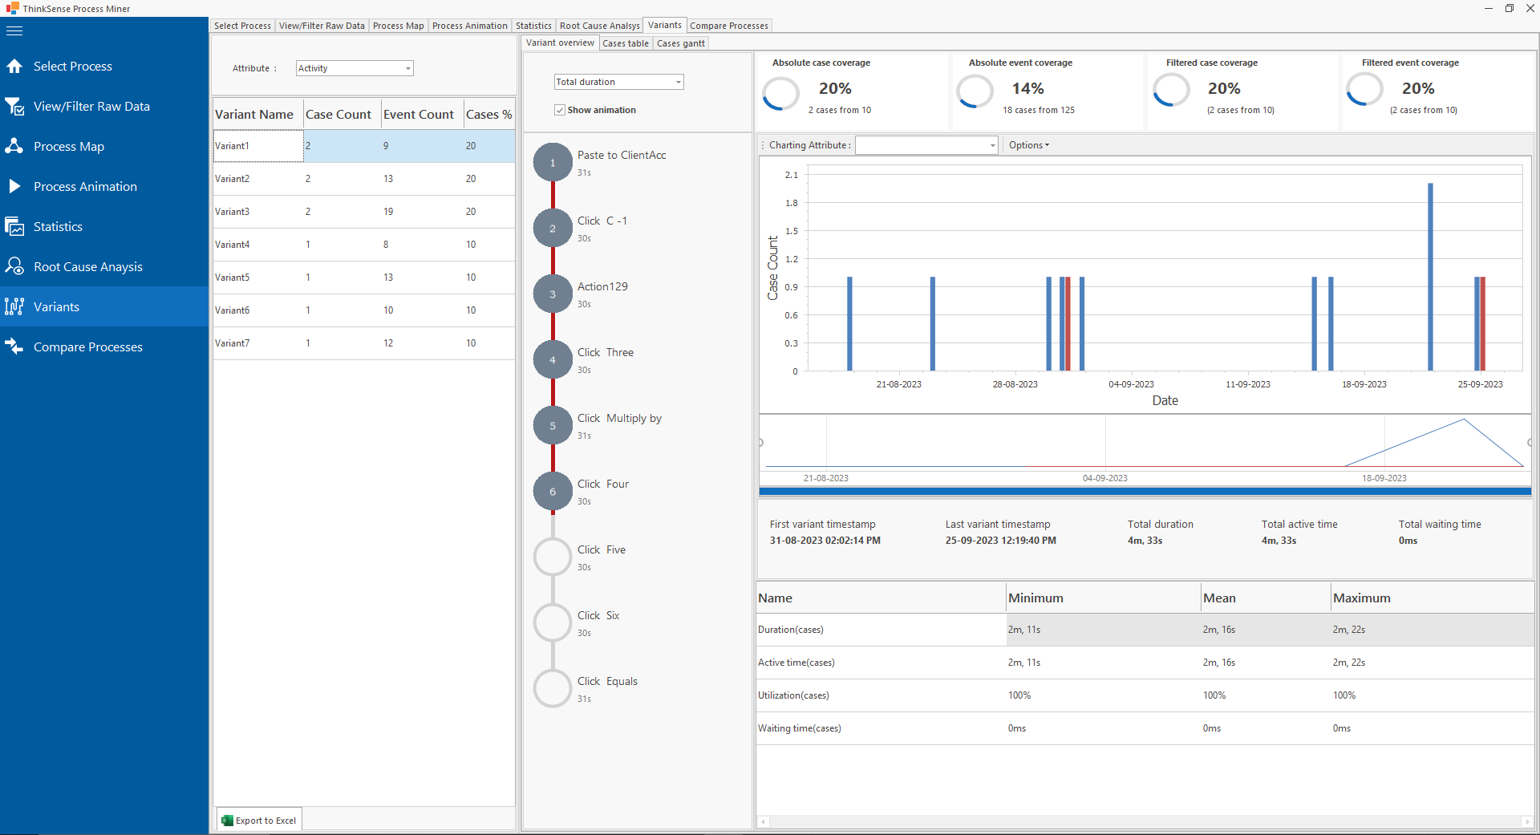 ThinkSense Process Miner
Select Process
View/Filter Raw Data
Process Map
Process Animation
Statistics
Root Cause Anaysis
Variants
Compare Processes
Select Process View/Filter Raw Data Process Map Process Animation Statistics Root Cause Analsys Variants Compare Processes
Attribute : Activity
Variant Name Case Count Event Count Cases %
Variant1 2 9 20
Variant2 2 13 20
Variant3 2 19 20
Variant4 1 8 10
Variant5 1 13 10
Variant6 1 10 10
Variant7 1 12 10
Export to Excel
Variant overview Cases table Cases gantt
Total duration
Show animation
1 Paste to ClientAcc
31s
2 Click C -1
30s
3 Action129
30s
4 Click Three
30s
5 Click Multiply by
31s
6 Click Four
30s
Click Five
30s
Click Six
30s
Click Equals
31s
Absolute case coverage
20%
2 cases from 10
Absolute event coverage
14%
18 cases from 125
Filtered case coverage
20%
(2 cases from 10)
Filtered event coverage
20%
(2 cases from 10)
Charting Attribute : Options
Case Count
2.1
1.8
1.5
1.2
0.9
0.6
0.3
0
21-08-2023 28-08-2023 04-09-2023 11-09-2023 18-09-2023 25-09-2023
Date
21-08-2023 04-09-2023 18-09-2023
First variant timestamp Last variant timestamp Total duration Total active time Total waiting time
31-08-2023 02:02:14 PM 25-09-2023 12:19:40 PM 4m, 33s 4m, 33s 0ms
Name Minimum Mean Maximum
Duration(cases) 2m, 11s 2m, 16s 2m, 22s
Active time(cases) 2m, 11s 2m, 16s 2m, 22s
Utilization(cases) 100% 100% 100%
Waiting time(cases) 0ms 0ms 0ms